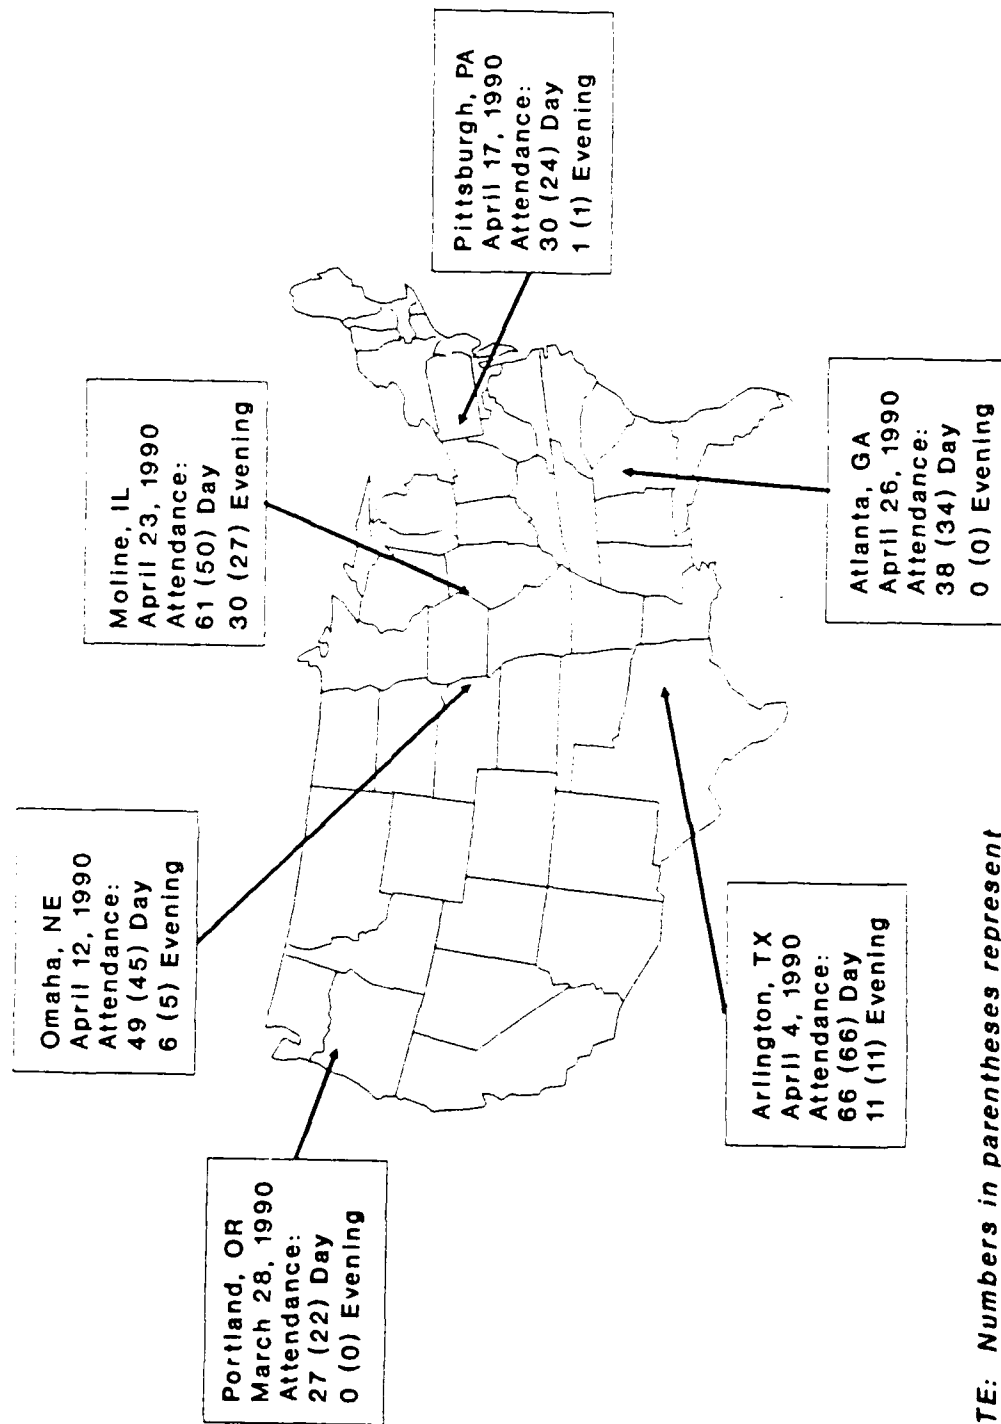 Omaha, NE
April 12, 1990
Attendance:
49 (45) Day
6 (5) Evening
Moline, IL
April 23, 1990
Attendance:
61 (50) Day
30 (27) Evening
Portland, OR
March 28, 1990
Attendance:
27 (22) Day
0 (0) Evening
Pittsburgh, PA
April 17, 1990
Attendance:
30 (24) Day
1 (1) Evening
Arlington, TX
April 4, 1990
Attendance:
66 (66) Day
11 (11) Evening
Atlanta, GA
April 26, 1990
Attendance:
38 (34) Day
0 (0) Evening
TE: Numbers in parentheses represent